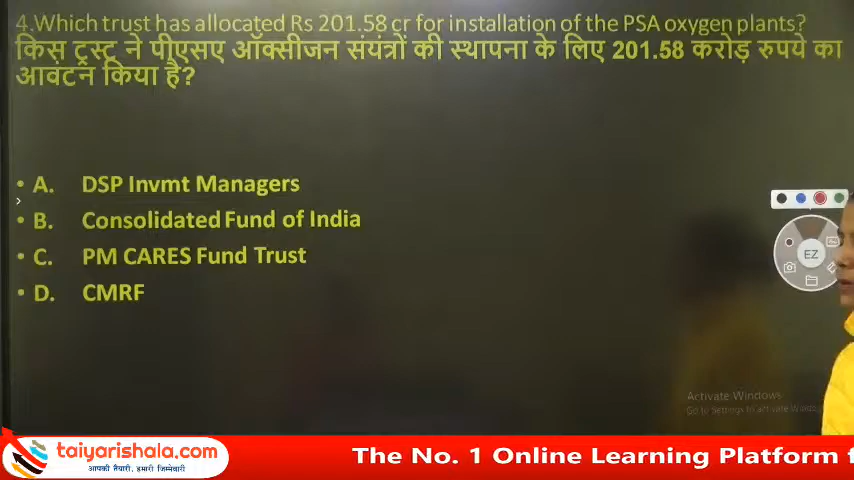 4.Which trust has allocated Rs 201.58 cr for installation of the PSA oxygen plants?
किस ट्रस्ट ने पीएसए ऑक्सीजन संयंत्रों की स्थापना के लिए 201.58 करोड़ रुपये का
आवंटन किया है?
• A. DSP Invmt Managers
• B. Consolidated Fund of India
• C. PM CARES Fund Trust
• D. CMRF
EZ
Activate Windows
Go to Settings to activate Windows
taiyarishala.com
आपकी तैयारी, हमारी जिम्मेवारी
The No. 1 Online Learning Platform f